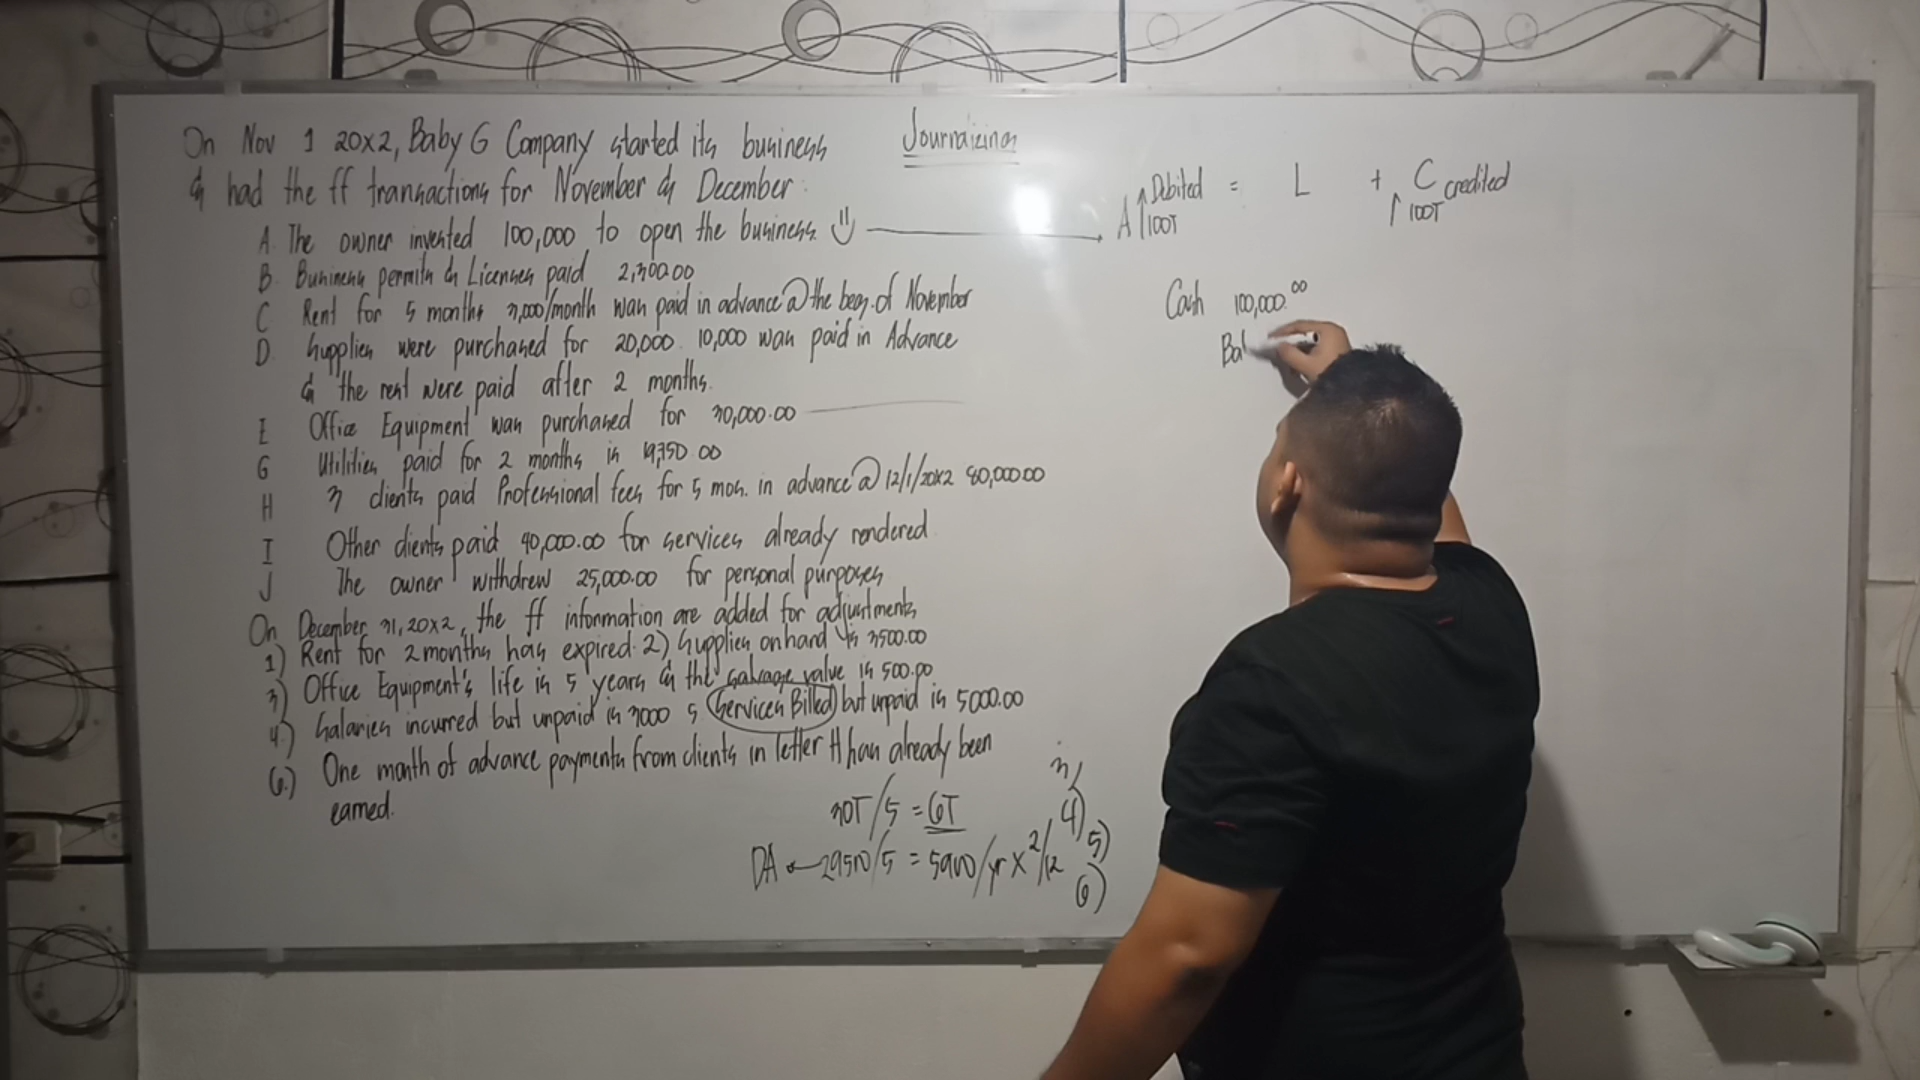 On Nov 1 20x2, Baby G Company started its business
& had the ff transactions for November & December:
A. The owner invested 100,000 to open the business.
B. Business permits & Licenses paid 2,300.00
C Rent for 5 months 3,000/month was paid in advance @ the beg. of November
D. Supplies were purchased for 20,000. 10,000 was paid in Advance
& the rest were paid after 2 months.
E Office Equipment was purchased for 30,000.00
G Utilities paid for 2 months is 19,350.00
H 3 clients paid Professional fees for 5 mos. in advance @ 12/1/20x2
I Other clients paid 40,000.00 for services already rendered
J The owner withdrew 25,000.00 for personal purposes
On December 31, 20x2, the ff information are added for adjustments
1) Rent for 2 months has expired. 2) Supplies on hand is 3500.00
3) Office Equipment's life is 5 years & the salvage value is 500.00
4.) Salaries incurred but unpaid is 3000 5 Services Billed but unpaid is 5000.00
6.) One month of advance payments from clients in letter H has already been
earned.
30T/5 = 6T
DA 29500/5 = 5900/yr x 2/12
3/
4)
5)
6)
Journalizing
A Debited 100T = L + C credited 100T
Cash 100,000.00
Bal